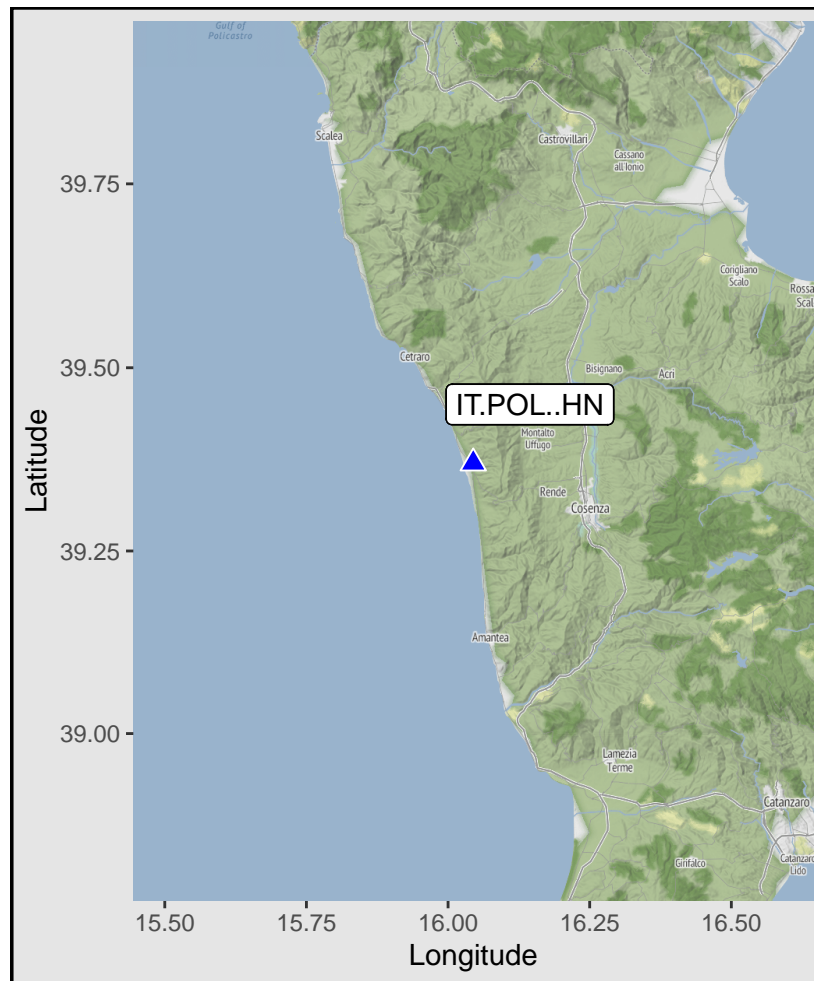 Gulf of
Policastro
Scalea
Castrovillari
Cassano
all'Ionio
39.75
Corigliano
Scalo
Rossa
Scal
Cetraro
39.50
Bisignano
Acri
IT.POL..HN
Montalto
Uffugo
Latitude
Rende
Cosenza
39.25
Amantea
39.00
Lamezia
Terme
Catanzaro
Girifalco
Catanzaro
Lido
15.50
15.75
16.00
16.25
16.50
Longitude